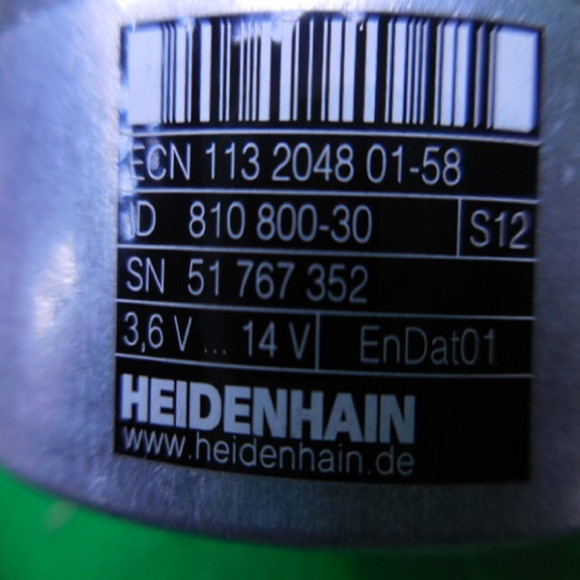 ECN 113 2048 01-58
ID 810 800-30 S12
SN 51 767 352
3,6 V ... 14 V EnDat01
HEIDENHAIN
www.heidenhain.de